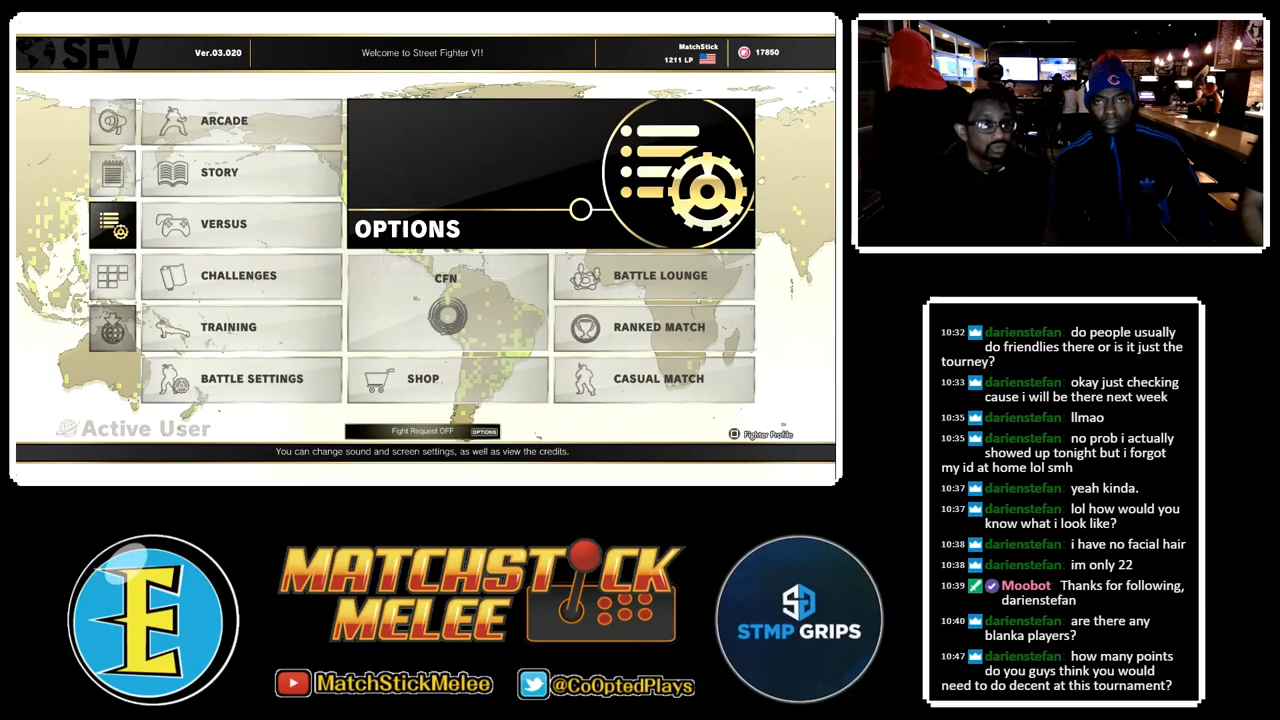 SFV
Ver.03.020
Welcome to Street Fighter V!!
MatchStick
1211 LP
17850
ARCADE
STORY
VERSUS
OPTIONS
CHALLENGES
CFN
BATTLE LOUNGE
TRAINING
RANKED MATCH
BATTLE SETTINGS
SHOP
CASUAL MATCH
Active User
Fight Request OFF OPTIONS
Fighter Profile
You can change sound and screen settings, as well as view the credits.
C
10:32 darienstefan: do people usually
do friendlies there or is it just the
tourney?
10:33 darienstefan: okay just checking
cause i will be there next week
10:35 darienstefan: llmao
10:35 darienstefan: no prob i actually
showed up tonight but i forgot
my id at home lol smh
10:37 darienstefan: yeah kinda.
10:37 darienstefan: lol how would you
know what i look like?
10:38 darienstefan: i have no facial hair
10:38 darienstefan: im only 22
10:39 Moobot: Thanks for following,
darienstefan
10:40 darienstefan: are there any
blanka players?
10:47 darienstefan: how many points
do you guys think you would
need to do decent at this tournament?
E
MATCHSTICK
MELEE
MatchStickMelee
@CoOptedPlays
STMP GRIPS